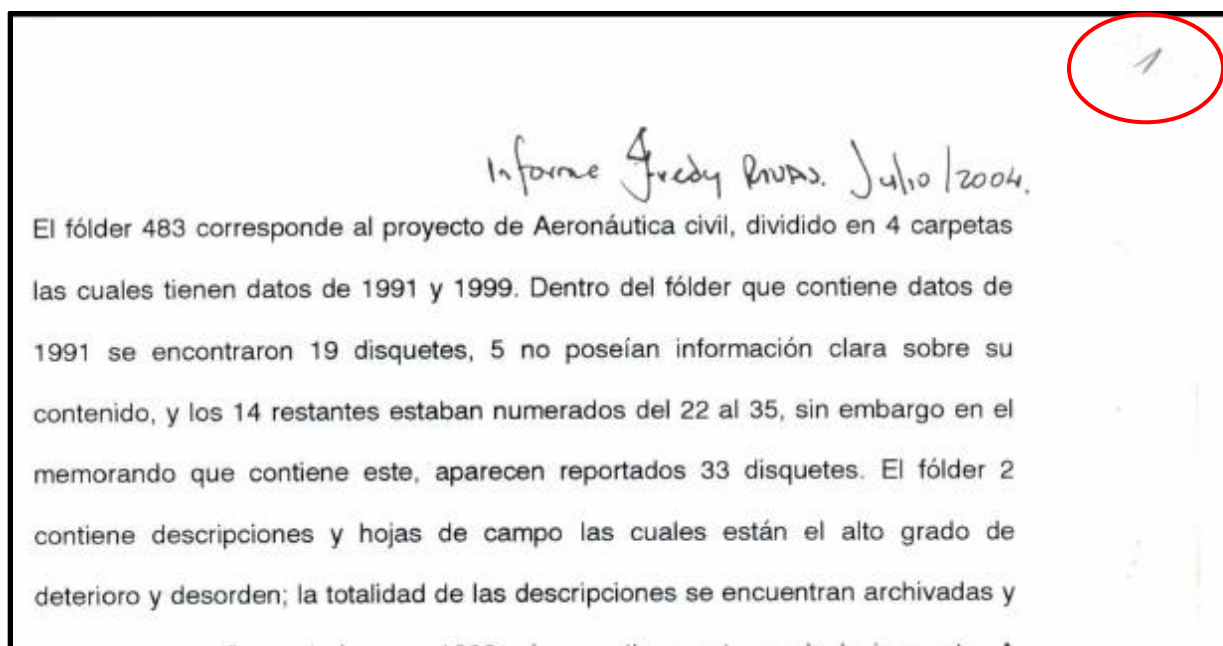 1
Informe Fredy RIVAS. Julio/2004.
El fólder 483 corresponde al proyecto de Aeronáutica civil, dividido en 4 carpetas
las cuales tienen datos de 1991 y 1999. Dentro del fólder que contiene datos de
1991 se encontraron 19 disquetes, 5 no poseían información clara sobre su
contenido, y los 14 restantes estaban numerados del 22 al 35, sin embargo en el
memorando que contiene este, aparecen reportados 33 disquetes. El fólder 2
contiene descripciones y hojas de campo las cuales están el alto grado de
deterioro y desorden; la totalidad de las descripciones se encuentran archivadas y